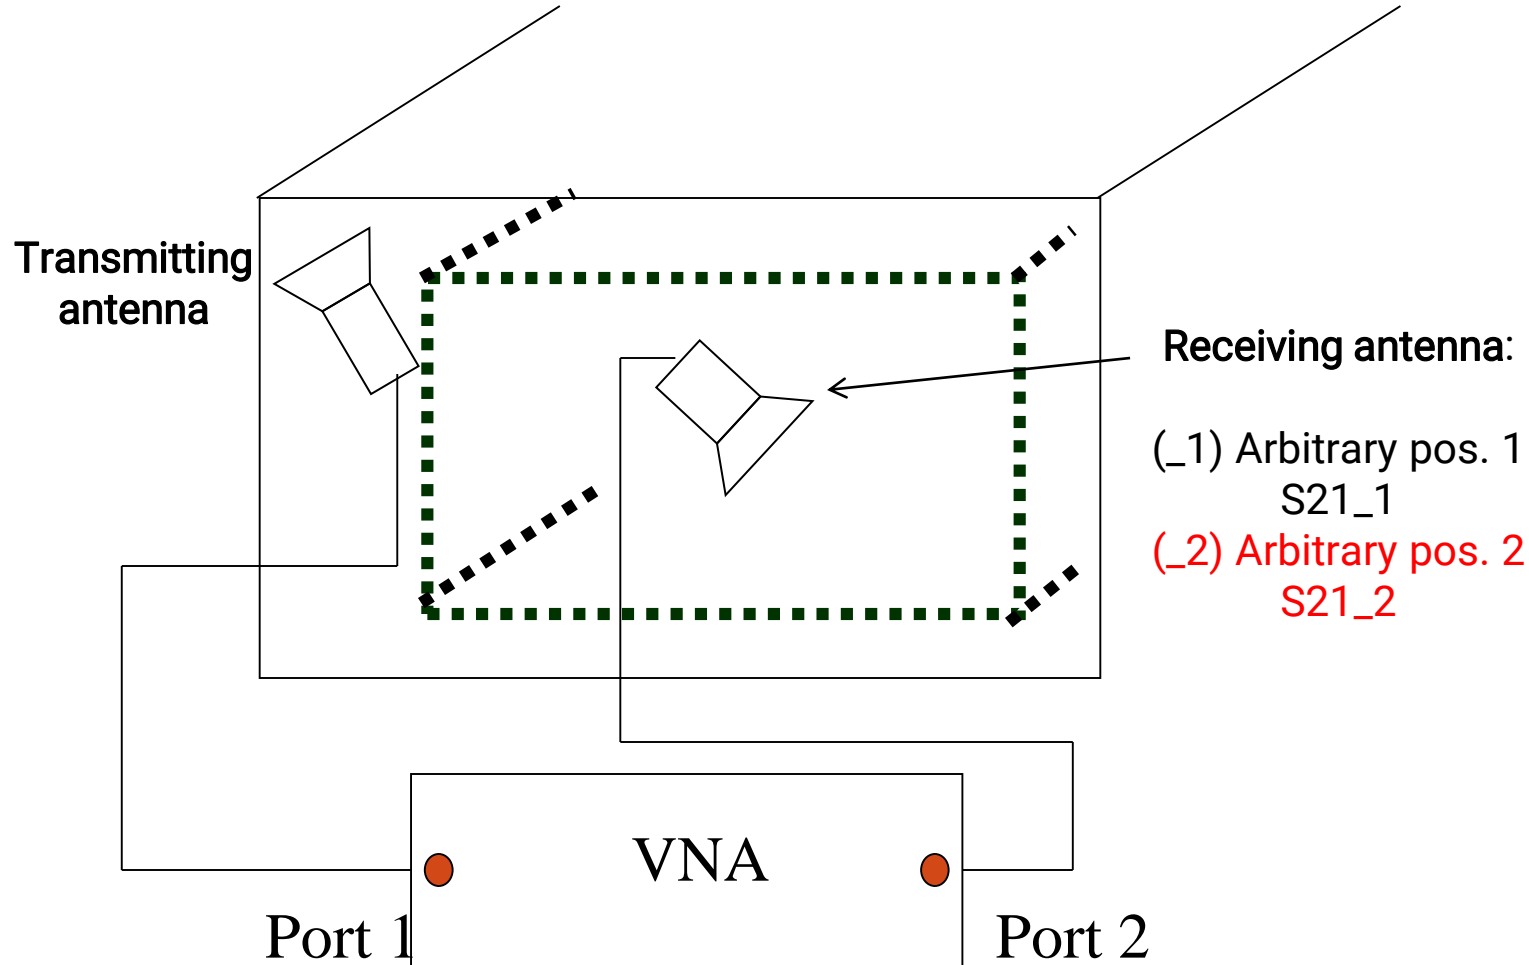 Transmitting
antenna
Receiving antenna:
(_1) Arbitrary pos. 1
S21_1
(_2) Arbitrary pos. 2
S21_2
VNA
Port 1
Port 2